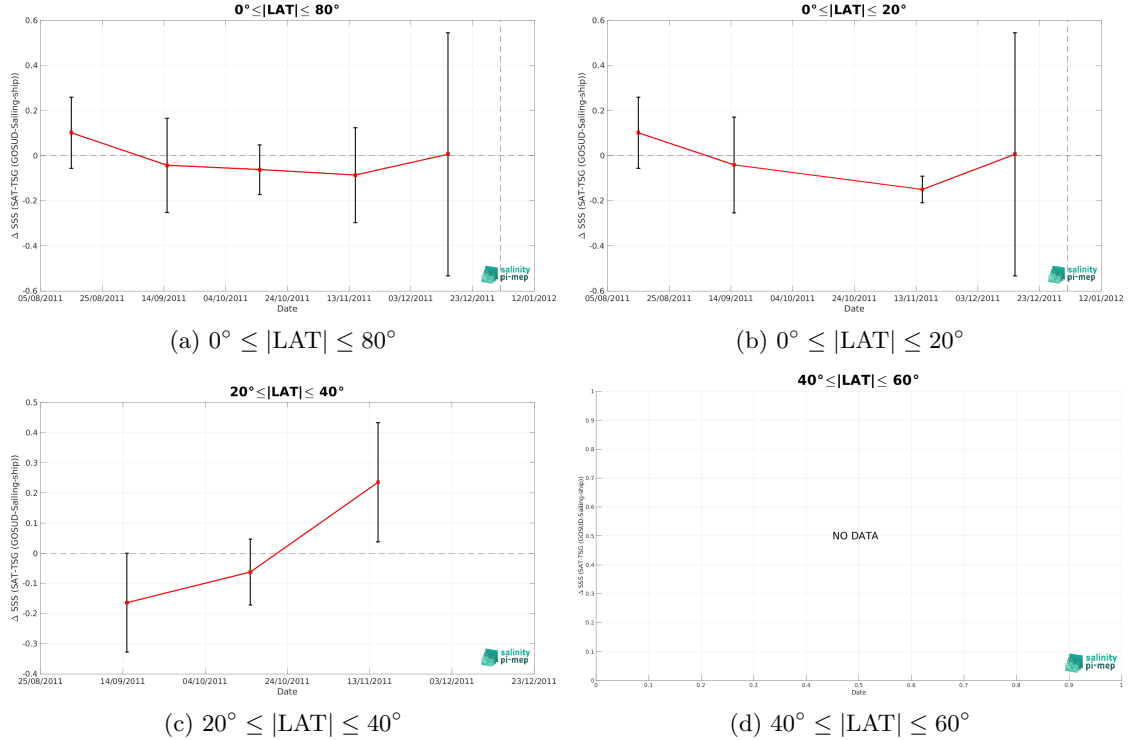 0°≤|LAT|≤ 80°
Δ SSS (SAT-TSG (GOSUD-Sailing-ship))
0.6
0.4
0.2
0
-0.2
-0.4
-0.6
05/08/2011 25/08/2011 14/09/2011 04/10/2011 24/10/2011 13/11/2011 03/12/2011 23/12/2011 12/01/2012
Date
salinity
pi-mep
(a) 0° ≤ |LAT| ≤ 80°
0°≤|LAT|≤ 20°
Δ SSS (SAT-TSG (GOSUD-Sailing-ship))
0.6
0.4
0.2
0
-0.2
-0.4
-0.6
05/08/2011 25/08/2011 14/09/2011 04/10/2011 24/10/2011 13/11/2011 03/12/2011 23/12/2011 12/01/2012
Date
salinity
pi-mep
(b) 0° ≤ |LAT| ≤ 20°
20°≤|LAT|≤ 40°
Δ SSS (SAT-TSG (GOSUD-Sailing-ship))
0.5
0.4
0.3
0.2
0.1
0
-0.1
-0.2
-0.3
-0.4
25/08/2011 14/09/2011 04/10/2011 24/10/2011 13/11/2011 03/12/2011 23/12/2011
Date
salinity
pi-mep
(c) 20° ≤ |LAT| ≤ 40°
40°≤|LAT|≤ 60°
Δ SSS (SAT-TSG (GOSUD-Sailing-ship))
1
0.9
0.8
0.7
0.6
0.5
0.4
0.3
0.2
0.1
0
NO DATA
0 0.1 0.2 0.3 0.4 0.5 0.6 0.7 0.8 0.9 1
Date
salinity
pi-mep
(d) 40° ≤ |LAT| ≤ 60°